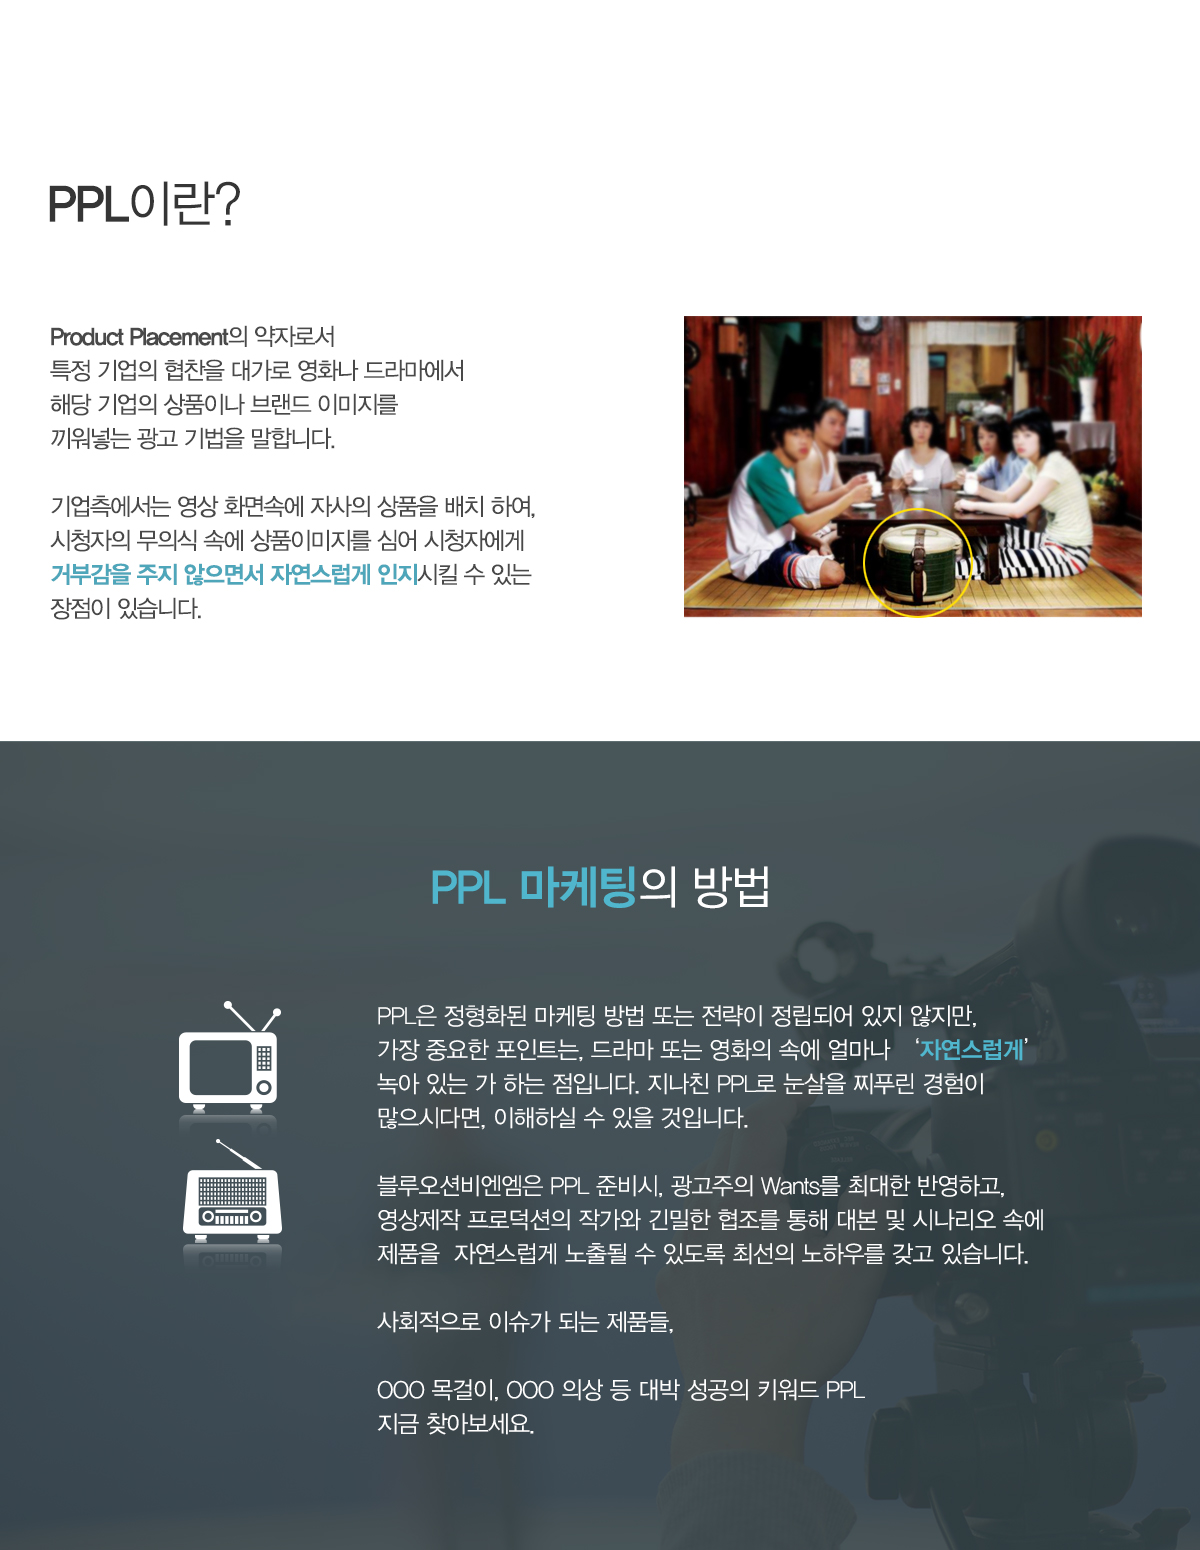 PPL이란?
Product Placement의 약자로서
특정 기업의 협찬을 대가로 영화나 드라마에서
해당 기업의 상품이나 브랜드 이미지를
끼워넣는 광고 기법을 말합니다.
기업측에서는 영상 화면속에 자사의 상품을 배치 하여,
시청자의 무의식 속에 상품이미지를 심어 시청자에게
거부감을 주지 않으면서 자연스럽게 인지시킬 수 있는
장점이 있습니다.
PPL 마케팅의 방법
PPL은 정형화된 마케팅 방법 또는 전략이 정립되어 있지 않지만,
가장 중요한 포인트는, 드라마 또는 영화의 속에 얼마나 ‘자연스럽게’
녹아 있는 가 하는 점입니다. 지나친 PPL로 눈살을 찌푸린 경험이
많으시다면, 이해하실 수 있을 것입니다.
블루오션비엔엠은 PPL 준비시, 광고주의 Wants를 최대한 반영하고,
영상제작 프로덕션의 작가와 긴밀한 협조를 통해 대본 및 시나리오 속에
제품을 자연스럽게 노출될 수 있도록 최선의 노하우를 갖고 있습니다.
사회적으로 이슈가 되는 제품들,
OOO 목걸이, OOO 의상 등 대박 성공의 키워드 PPL
지금 찾아보세요.